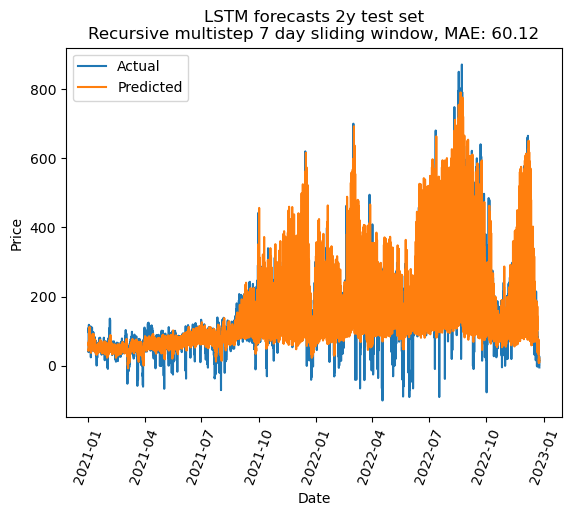 LSTM forecasts 2y test set
Recursive multistep 7 day sliding window, MAE: 60.12
Actual
Predicted
800
600
400
200
0
Price
2021-01
2021-04
2021-07
2021-10
2022-01
2022-04
2022-07
2022-10
2023-01
Date